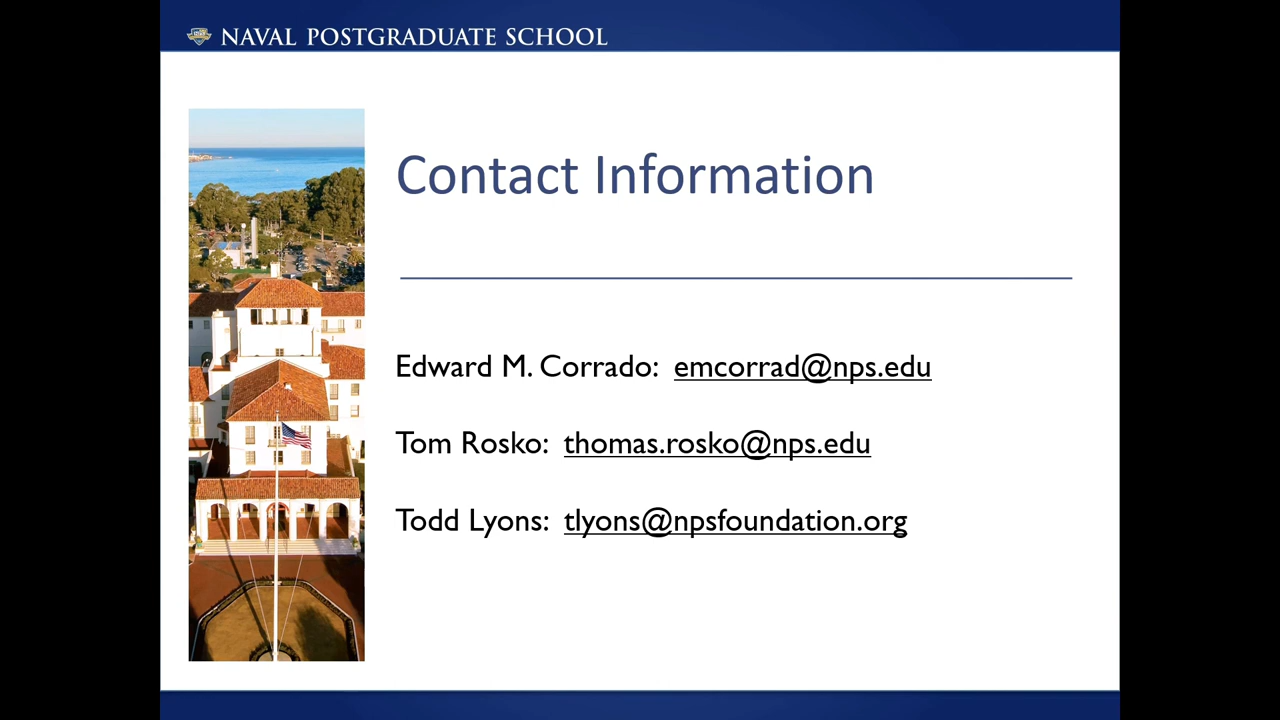 NAVAL POSTGRADUATE SCHOOL
Contact Information
Edward M. Corrado: emcorrad@nps.edu
Tom Rosko: thomas.rosko@nps.edu
Todd Lyons: tlyons@npsfoundation.org